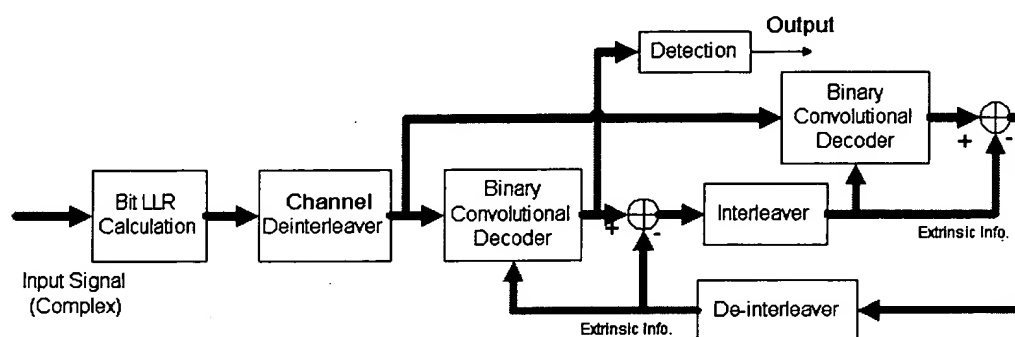 Output
Detection
Binary
Convolutional
Decoder
+
-
Bit LLR
Calculation
Channel
Deinterleaver
Binary
Convolutional
Decoder
+
-
Interleaver
Extrinsic Info.
Input Signal
(Complex)
Extrinsic Info.
De-interleaver